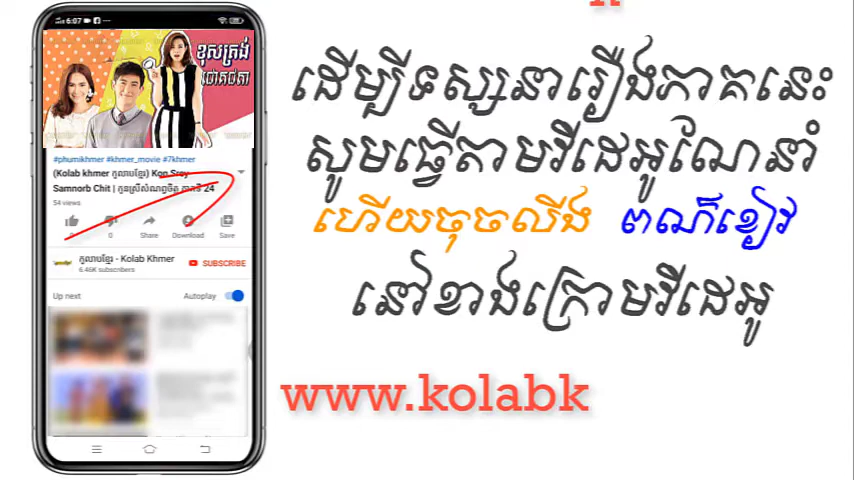 6:07
ខុសត្រង់
ថាតជតា
#phumikhmer #khmer_movie #7khmer
(Kolab khmer កូលាបខ្មែរ) Kon Srey
Samnorb Chit | កូនស្រីសំណព្វចិត្ត ភាគទី 24
54 views
0
Share
Download
Save
កូលាបខ្មែរ - Kolab Khmer
6.46K subscribers
SUBSCRIBE
Up next
Autoplay
ដើម្បីទស្សនារឿងភាគនេះ
សូមធ្វើតាមវីដេអូណែនាំ
ហើយចុចលីង ពណ៌ខៀវ
នៅខាងក្រោមវីដេអូ
www.kolabk